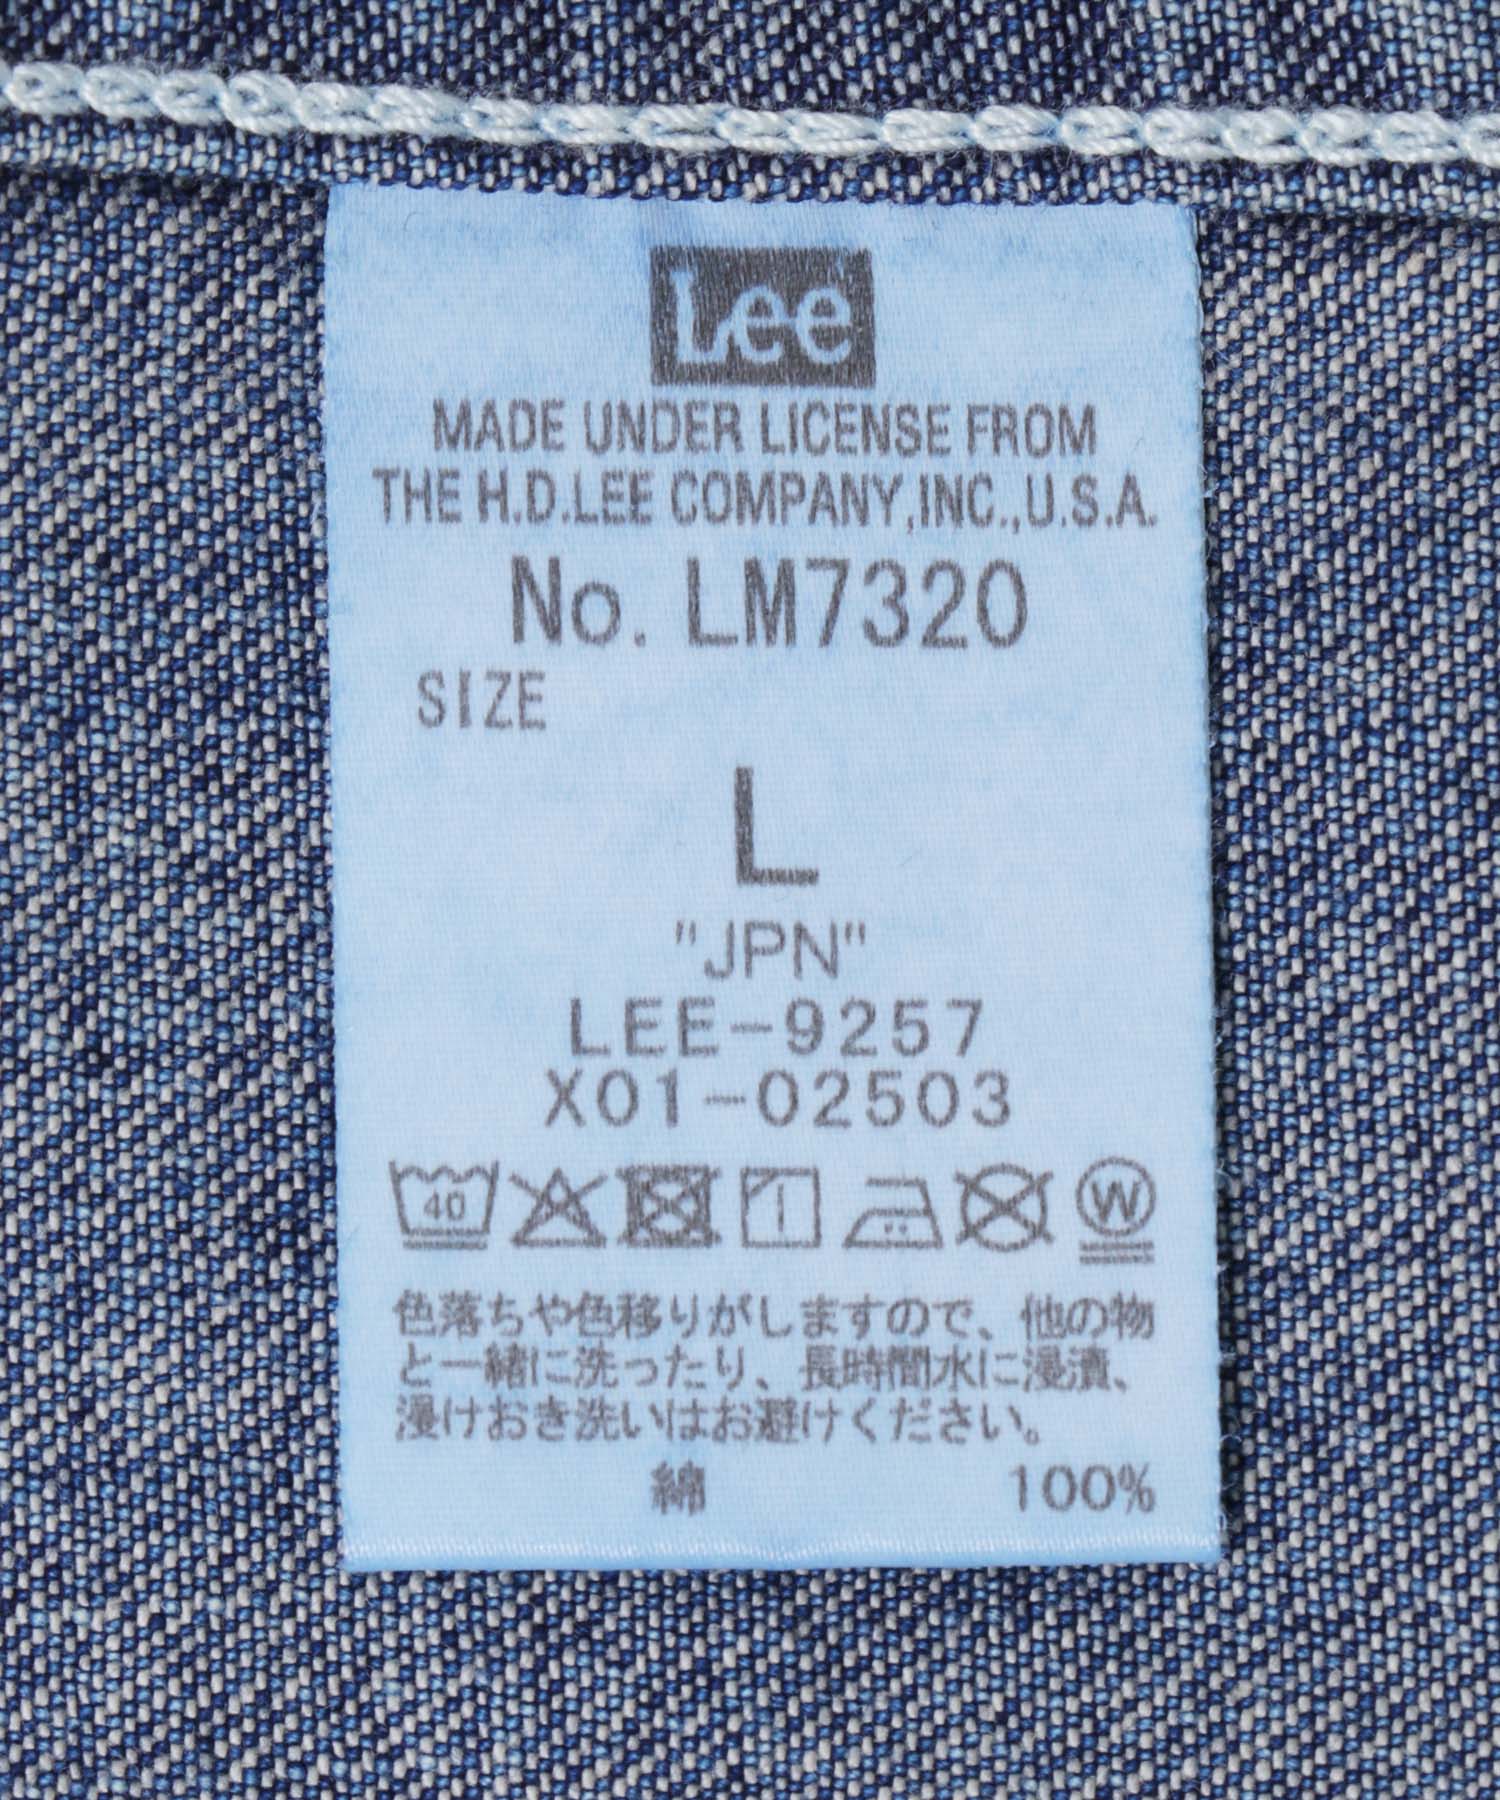 Lee
MADE UNDER LICENSE FROM
THE H.D.LEE COMPANY,INC.,U.S.A.
No. LM7320
SIZE
L
"JPN"
LEE-9257
X01-02503
40 W
色落ちや色移りがしますので、他の物
と一緒に洗ったり、長時間水に浸漬、
浸けおき洗いはお避けください。
綿 100%